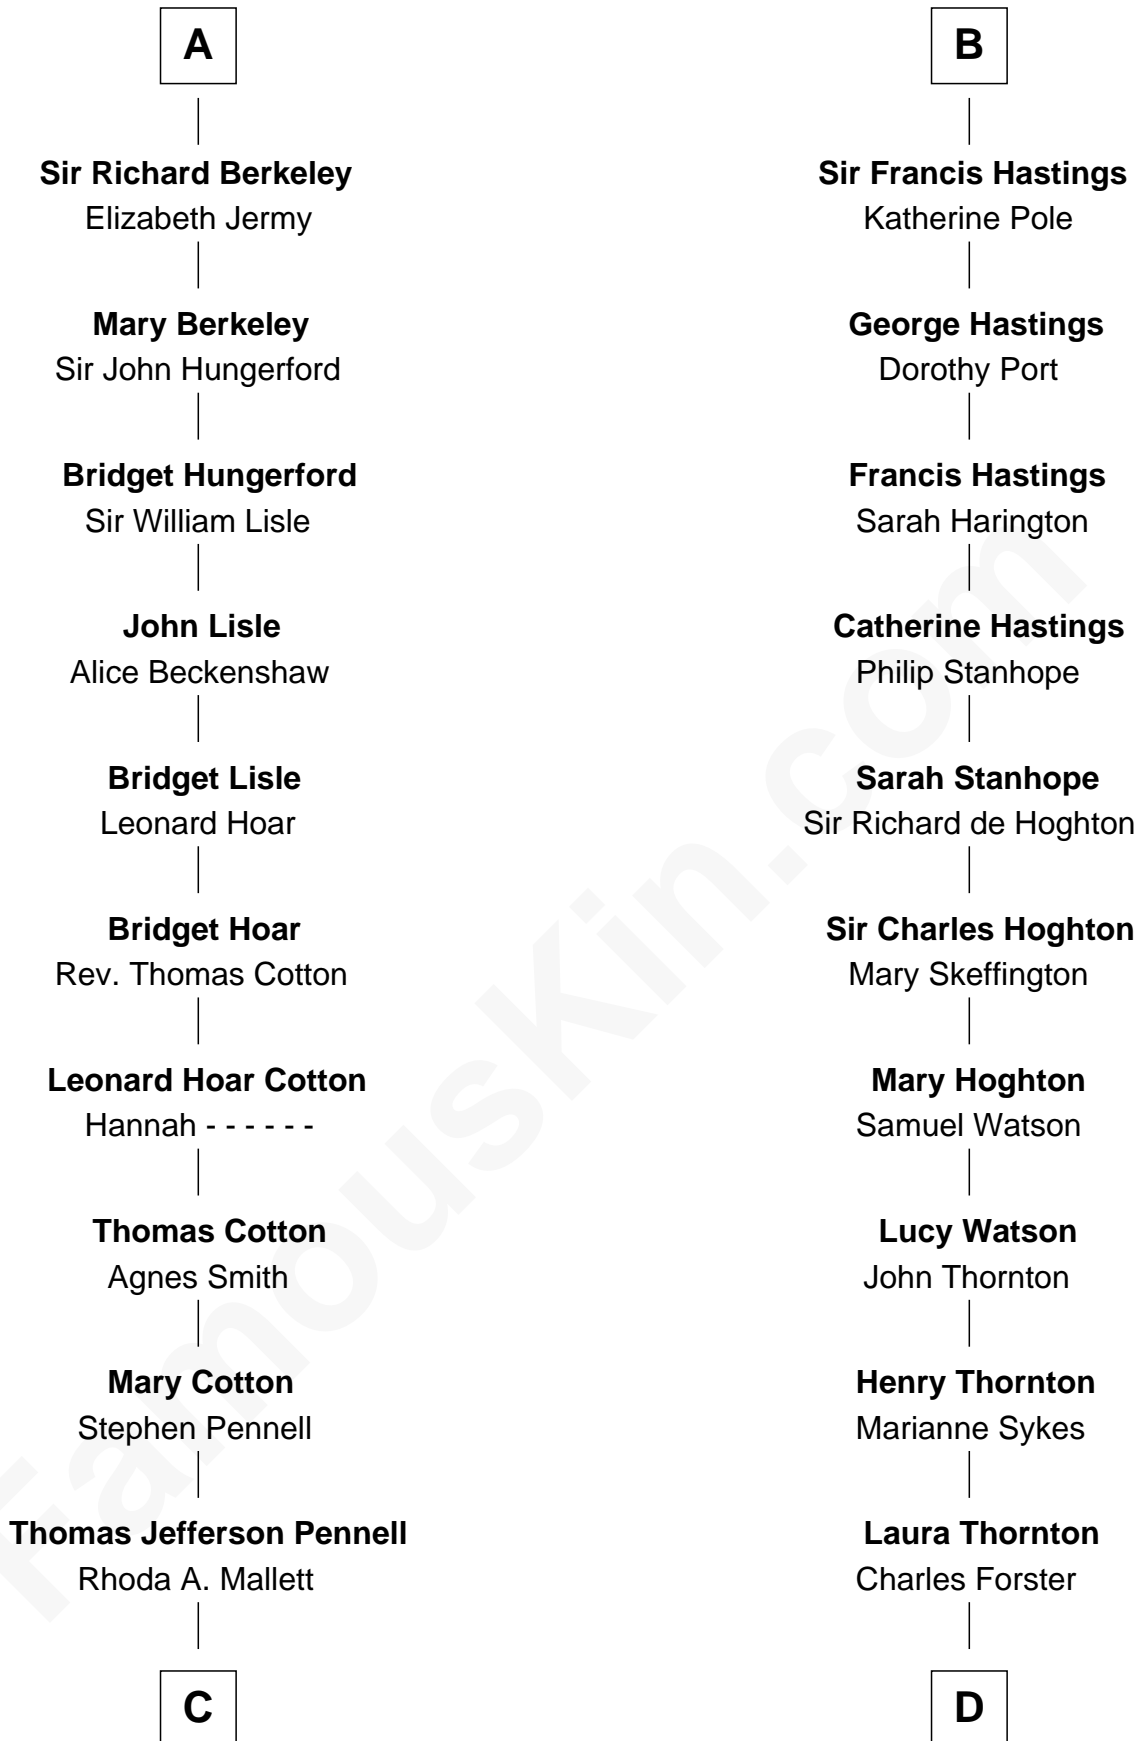 A
Sir Richard Berkeley
Elizabeth Jermy
Mary Berkeley
Sir John Hungerford
Bridget Hungerford
Sir William Lisle
John Lisle
Alice Beckenshaw
Bridget Lisle
Leonard Hoar
Bridget Hoar
Rev. Thomas Cotton
Leonard Hoar Cotton
Hannah - - - - - -
Thomas Cotton
Agnes Smith
Mary Cotton
Stephen Pennell
Thomas Jefferson Pennell
Rhoda A. Mallett
C
B
Sir Francis Hastings
Katherine Pole
George Hastings
Dorothy Port
Francis Hastings
Sarah Harington
Catherine Hastings
Philip Stanhope
Sarah Stanhope
Sir Richard de Hoghton
Sir Charles Hoghton
Mary Skeffington
Mary Hoghton
Samuel Watson
Lucy Watson
John Thornton
Henry Thornton
Marianne Sykes
Laura Thornton
Charles Forster
D
FamousKin.com